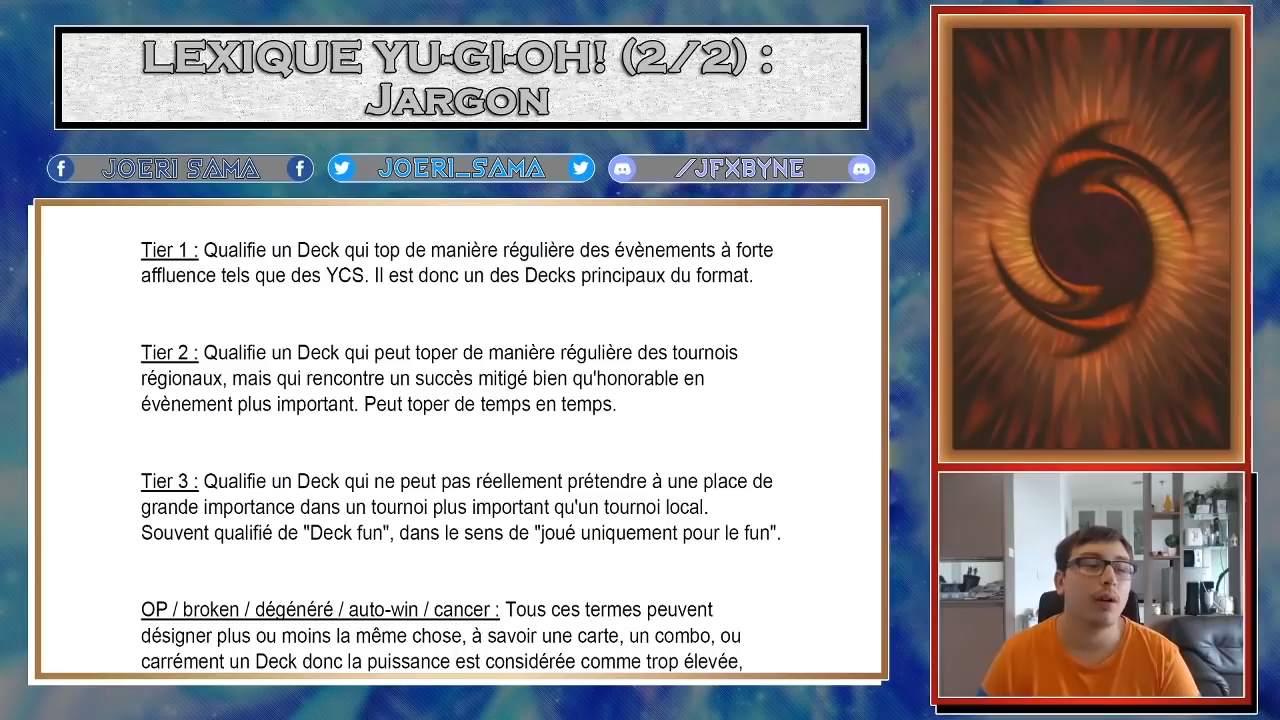 LEXIQUE YU-GI-OH! (2/2) :
JARGON
JOERI SAMA
JOERI_SAMA
/JFXBYNE
Tier 1 : Qualifie un Deck qui top de manière régulière des évènements à forte
affluence tels que des YCS. Il est donc un des Decks principaux du format.
Tier 2 : Qualifie un Deck qui peut toper de manière régulière des tournois
régionaux, mais qui rencontre un succès mitigé bien qu'honorable en
évènement plus important. Peut toper de temps en temps.
Tier 3 : Qualifie un Deck qui ne peut pas réellement prétendre à une place de
grande importance dans un tournoi plus important qu'un tournoi local.
Souvent qualifié de "Deck fun", dans le sens de "joué uniquement pour le fun".
OP / broken / dégénéré / auto-win / cancer : Tous ces termes peuvent
désigner plus ou moins la même chose, à savoir une carte, un combo, ou
carrément un Deck donc la puissance est considérée comme trop élevée,